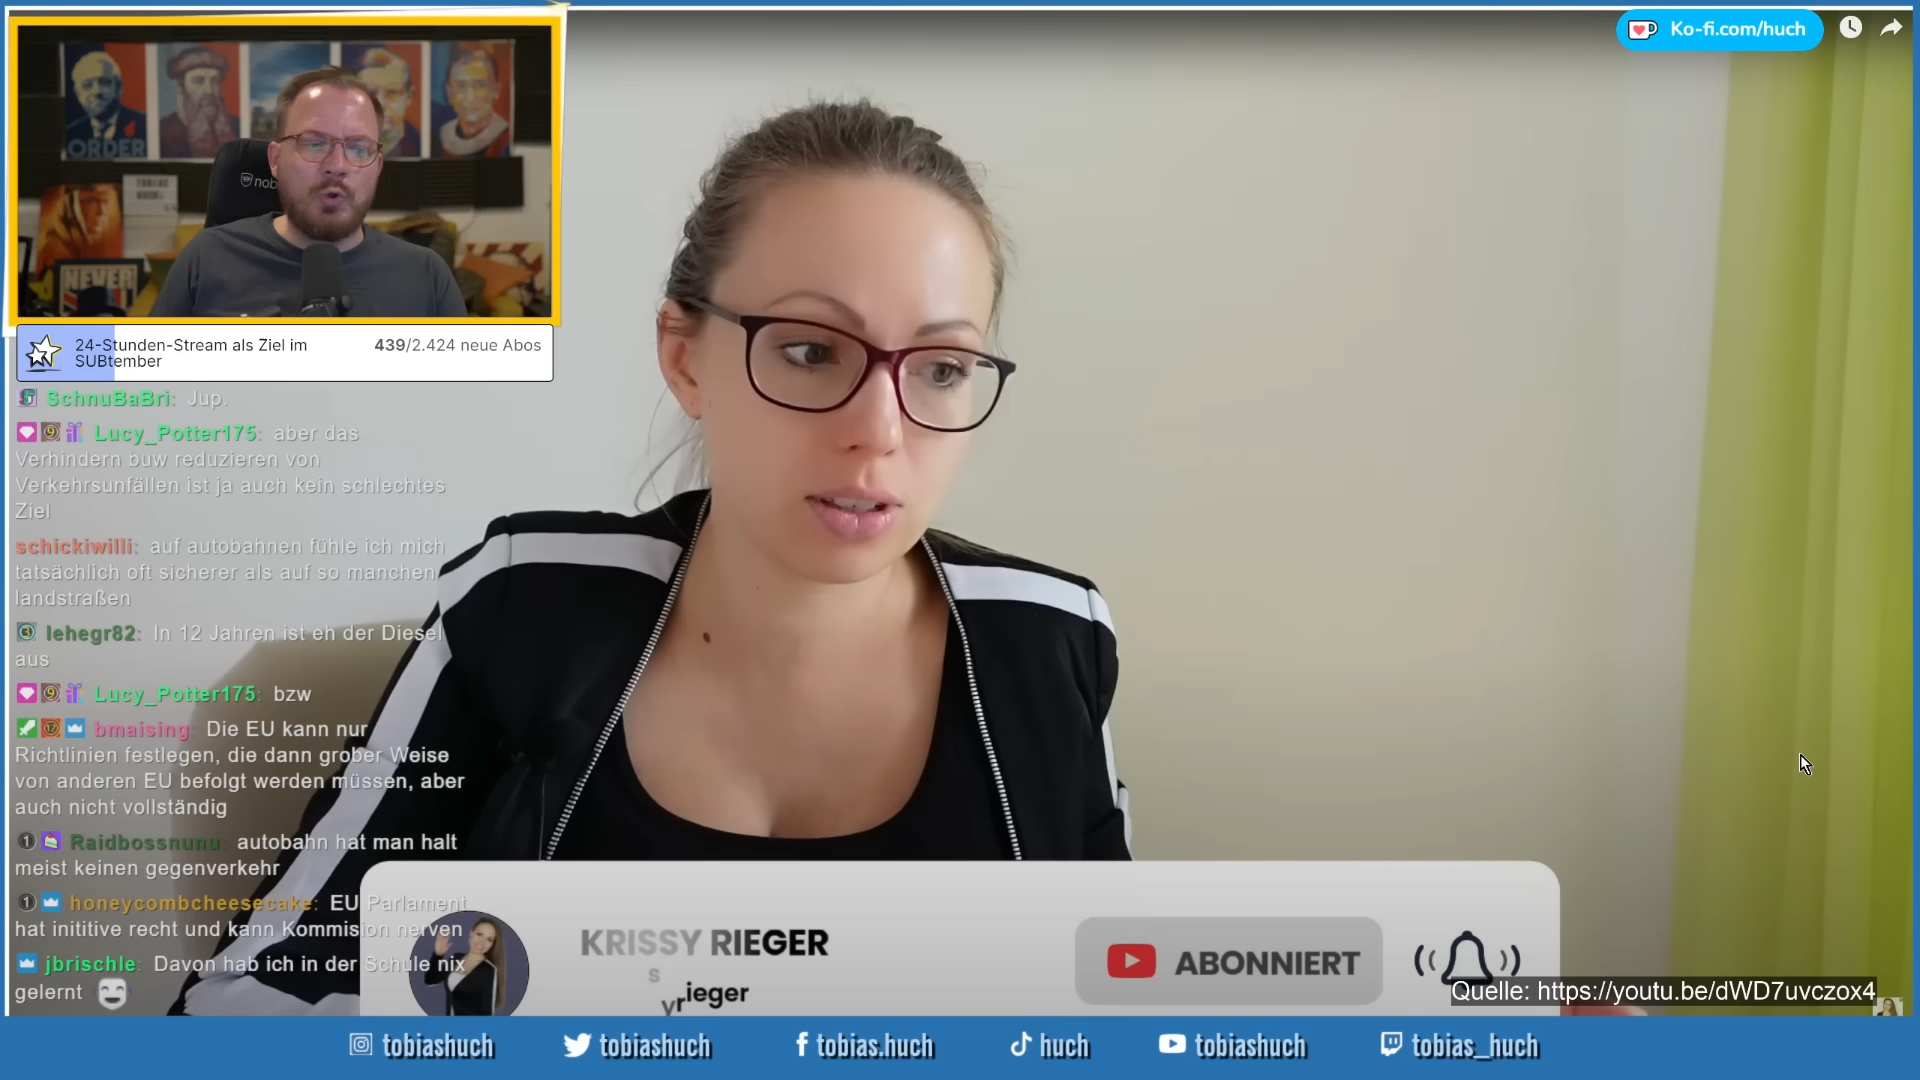 Ko-fi.com/huch
ORDER
nob
TOBIAS
HUCH
NEVER
24-Stunden-Stream als Ziel im
SUBtember
439/2.424 neue Abos
SchnuBaBri: Jup.
Lucy_Potter175: aber das
Verhindern buw reduzieren von
Verkehrsunfällen ist ja auch kein schlechtes
Ziel
schickiwilli: auf autobahnen fühle ich mich
tatsächlich oft sicherer als auf so manchen
landstraßen
lehegr82: In 12 Jahren ist eh der Diesel
aus
Lucy_Potter175: bzw
bmaising: Die EU kann nur
Richtlinien festlegen, die dann grober Weise
von anderen EU befolgt werden müssen, aber
auch nicht vollständig
Raidbossnunu: autobahn hat man halt
meist keinen gegenverkehr
honeycombcheesecake: EU Parlament
hat inititive recht und kann Kommision nerven
jbrischle: Davon hab ich in der Schule nix
gelernt
KRISSY RIEGER
s
yrieger
ABONNIERT
Quelle: https://youtu.be/dWD7uvczox4
tobiashuch
tobiashuch
tobias.huch
huch
tobiashuch
tobias_huch